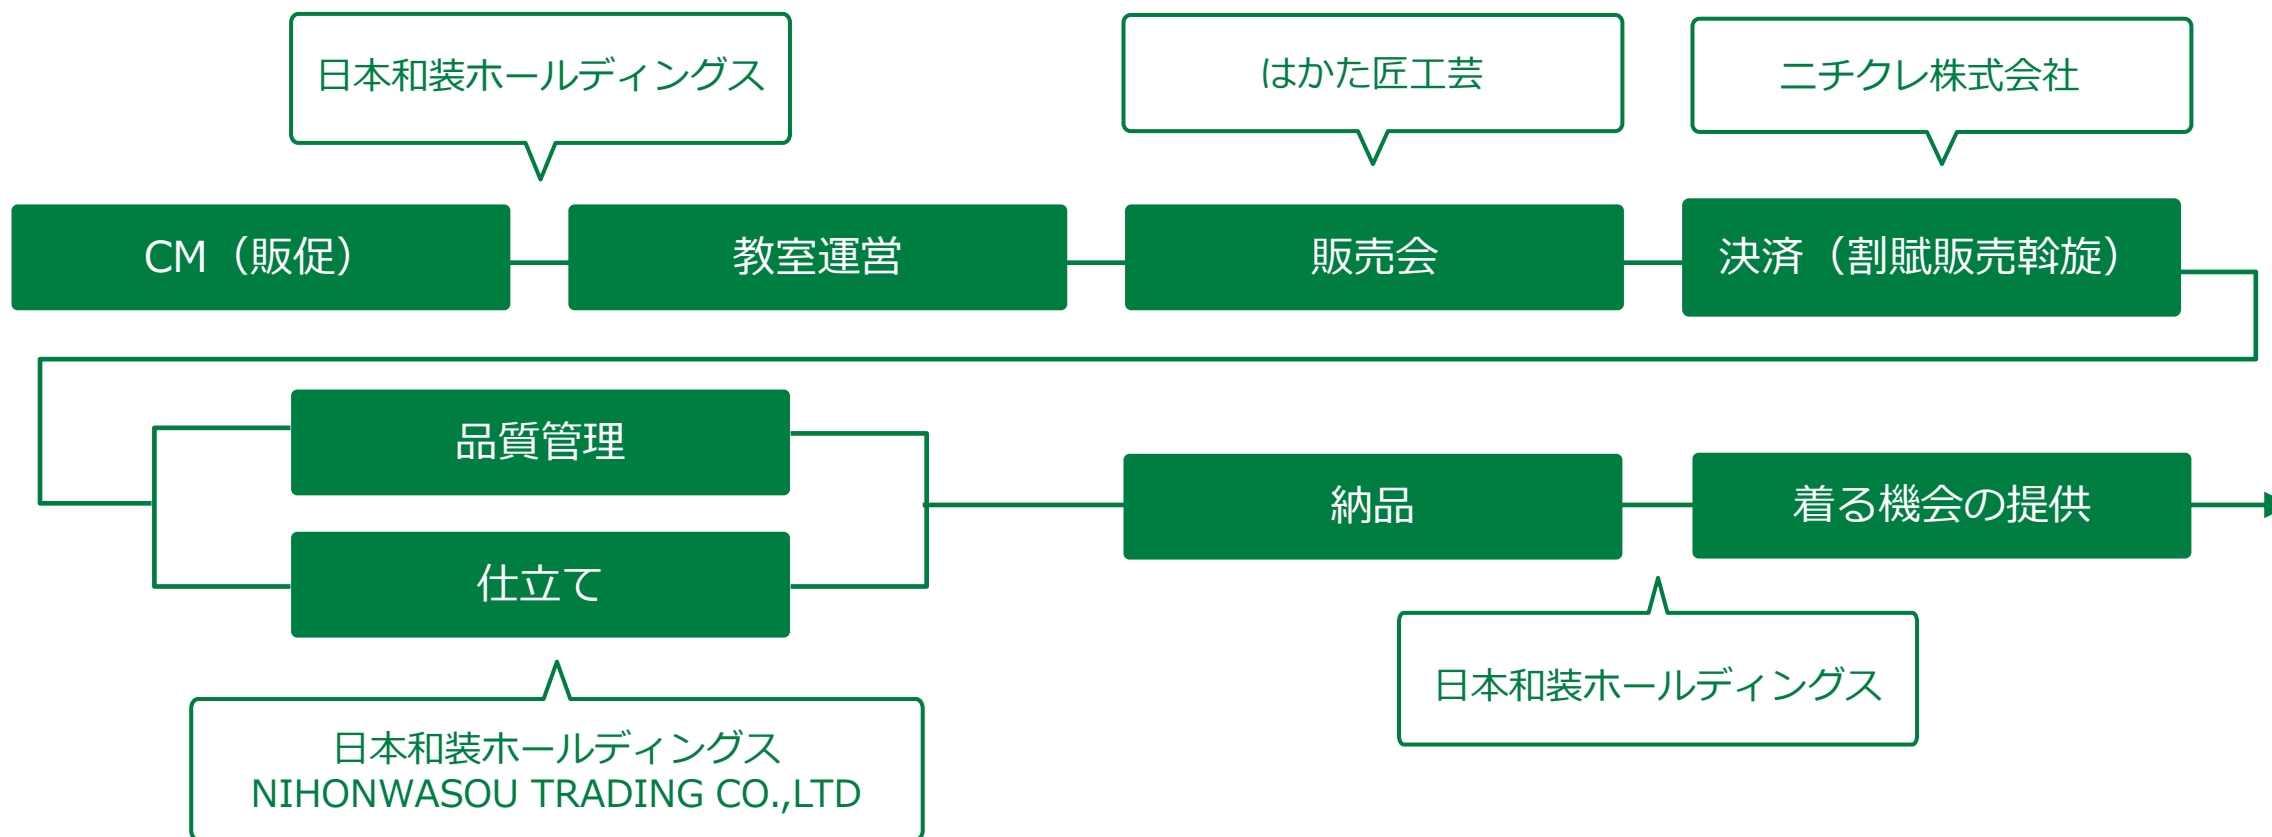 日本和装ホールディングス
はかた匠工芸
ニチクレ株式会社
CM（販促）
教室運営
販売会
決済（割賦販売斡旋）
品質管理
仕立て
納品
着る機会の提供
日本和装ホールディングス
日本和装ホールディングス
NIHONWASOU TRADING CO.,LTD